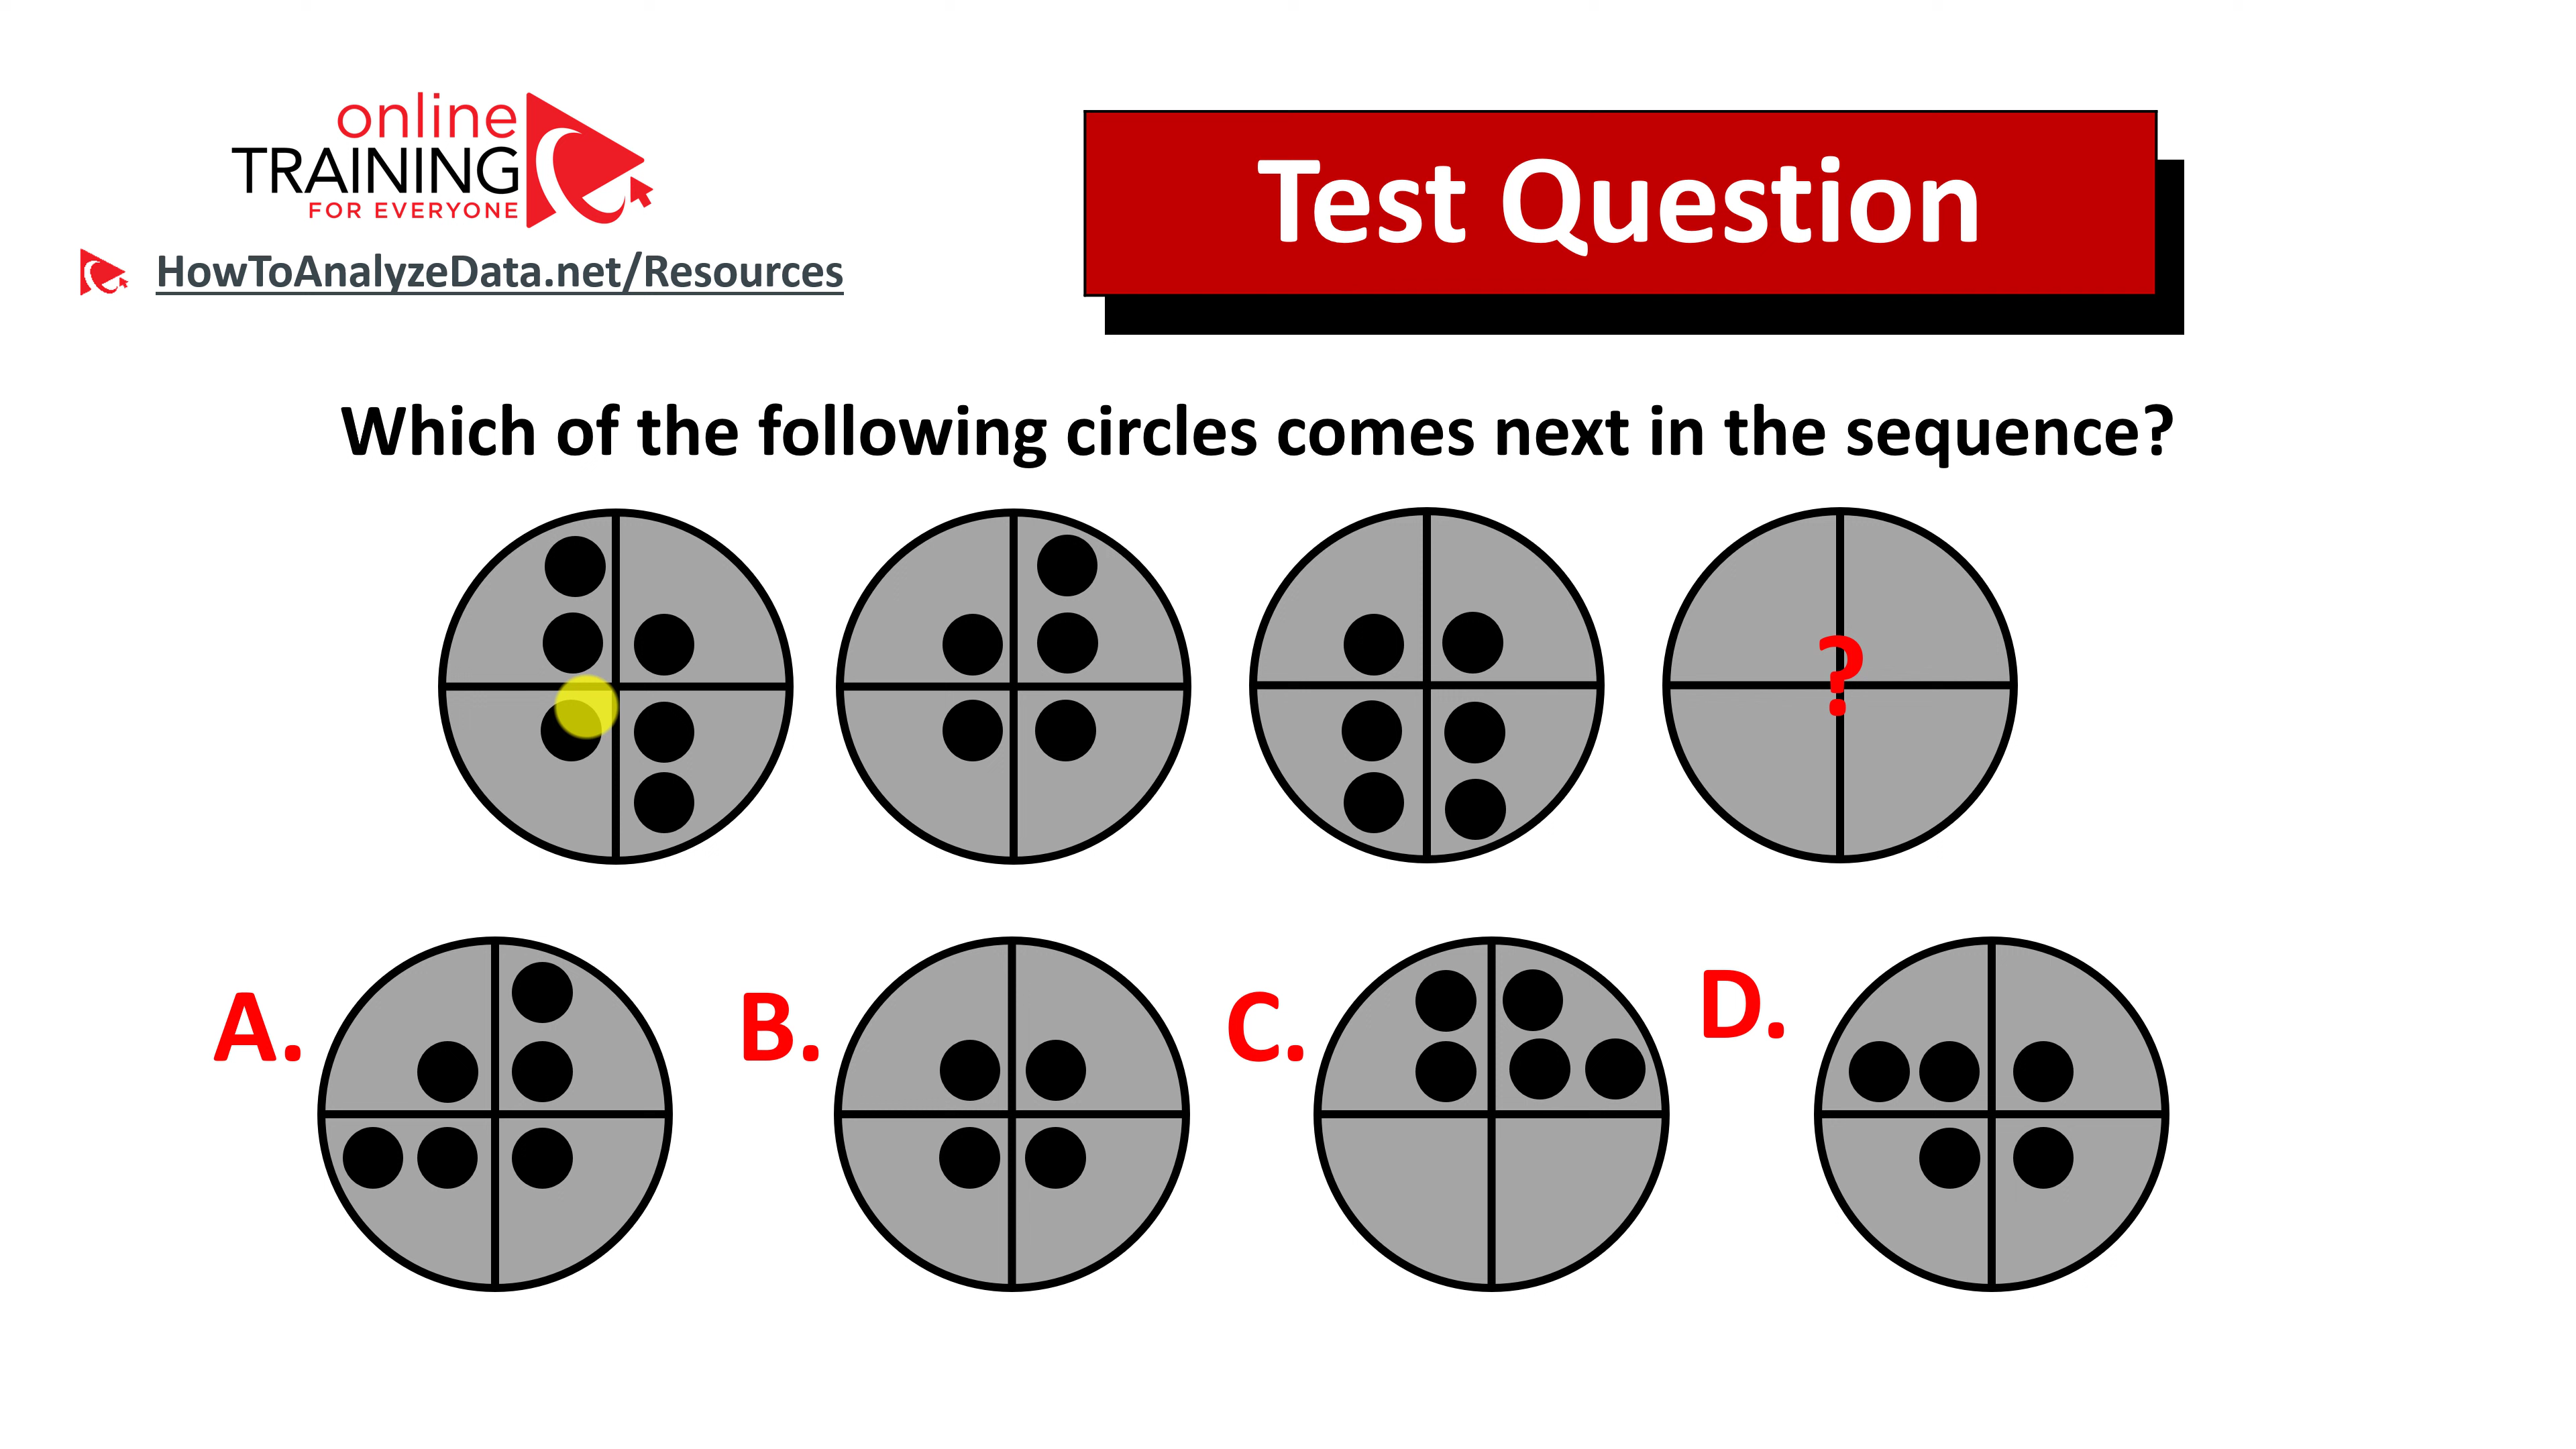 online
TRAINING
FOR EVERYONE
HowToAnalyzeData.net/Resources
Test Question
Which of the following circles comes next in the sequence?
?
A.
B.
C.
D.